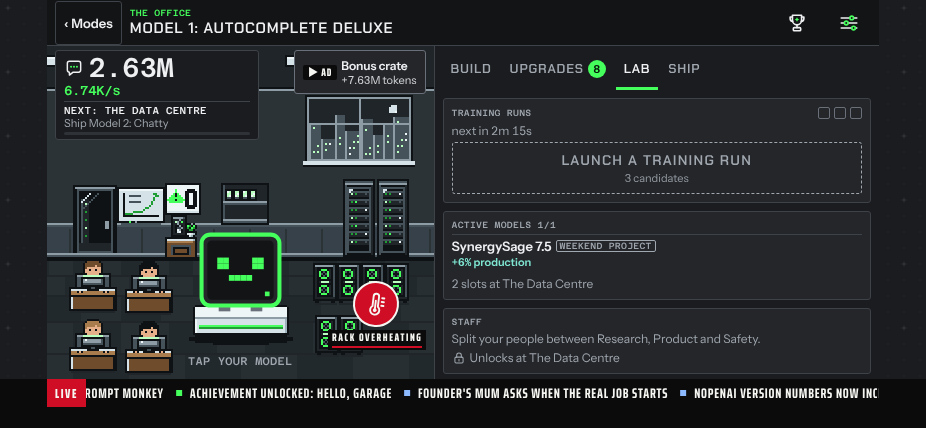 ‹ Modes
THE OFFICE
MODEL 1: AUTOCOMPLETE DELUXE
2.63M
6.74K/s
NEXT: THE DATA CENTRE
Ship Model 2: Chatty
AD
Bonus crate
+7.63M tokens
RACK OVERHEATING
TAP YOUR MODEL
BUILD
UPGRADES 8
LAB
SHIP
TRAINING RUNS
next in 2m 15s
LAUNCH A TRAINING RUN
3 candidates
ACTIVE MODELS 1/1
SynergySage 7.5 WEEKEND PROJECT
+6% production
2 slots at The Data Centre
STAFF
Split your people between Research, Product and Safety.
Unlocks at The Data Centre
LIVE
MONKEY ■ ACHIEVEMENT UNLOCKED: HELLO, GARAGE ■ FOUNDER'S MUM ASKS WHEN THE REAL JOB STARTS ■ NOPENAI VERSION NUMBERS NOW